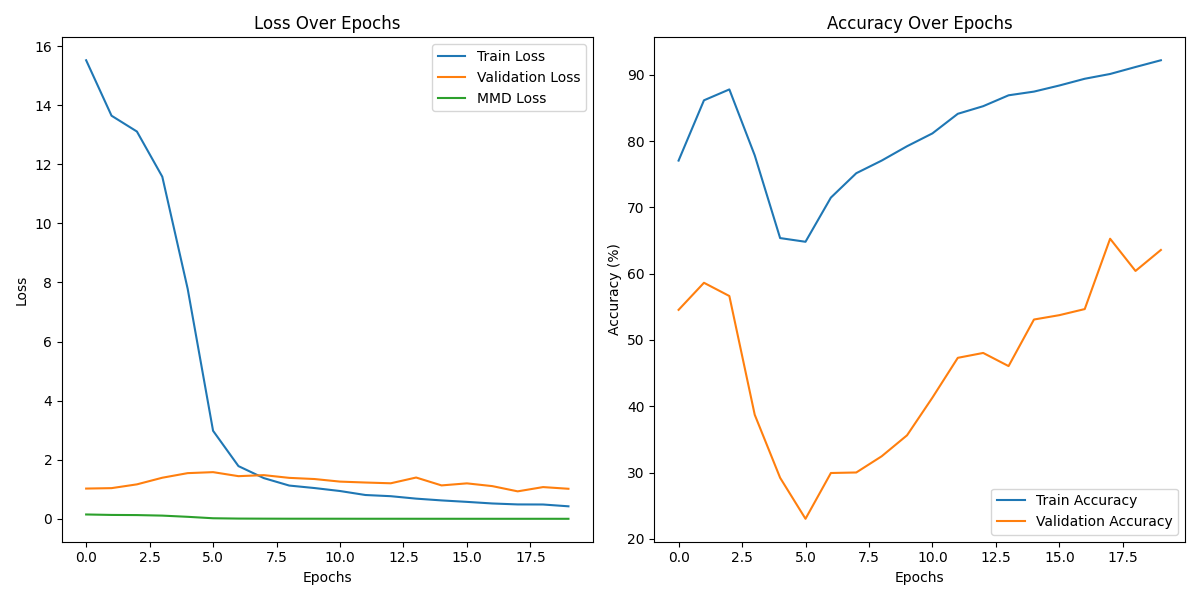 Loss Over Epochs
16
14
12
10
8
6
4
2
0
Loss
Train Loss
Validation Loss
MMD Loss
0.0 2.5 5.0 7.5 10.0 12.5 15.0 17.5
Epochs
Accuracy Over Epochs
90
80
70
60
50
40
30
20
Accuracy (%)
Train Accuracy
Validation Accuracy
0.0 2.5 5.0 7.5 10.0 12.5 15.0 17.5
Epochs